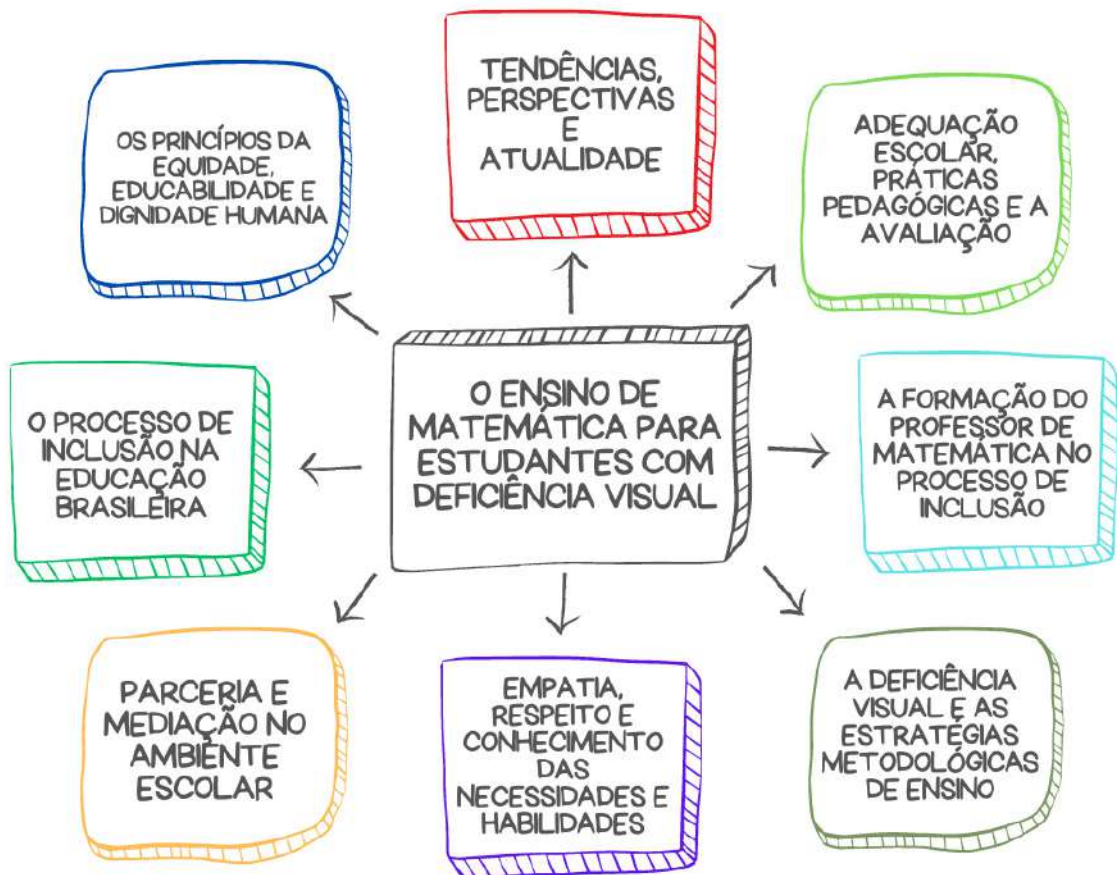 TENDÊNCIAS,
PERSPECTIVAS
E
ATUALIDADE
OS PRINCÍPIOS DA
EQUIDADE,
EDUCABILIDADE E
DIGNIDADE HUMANA
ADEQUAÇÃO
ESCOLAR,
PRÁTICAS
PEDAGÓGICAS E A
AVALIAÇÃO
O ENSINO DE
MATEMÁTICA PARA
ESTUDANTES COM
DEFICIÊNCIA VISUAL
O PROCESSO DE
INCLUSÃO NA
EDUCAÇÃO
BRASILEIRA
A FORMAÇÃO DO
PROFESSOR DE
MATEMÁTICA NO
PROCESSO DE
INCLUSÃO
PARCERIA E
MEDIAÇÃO NO
AMBIENTE
ESCOLAR
EMPATIA,
RESPEITO E
CONHECIMENTO
DAS
NECESSIDADES E
HABILIDADES
A DEFICIÊNCIA
VISUAL E AS
ESTRATÉGIAS
METODOLÓGICAS
DE ENSINO